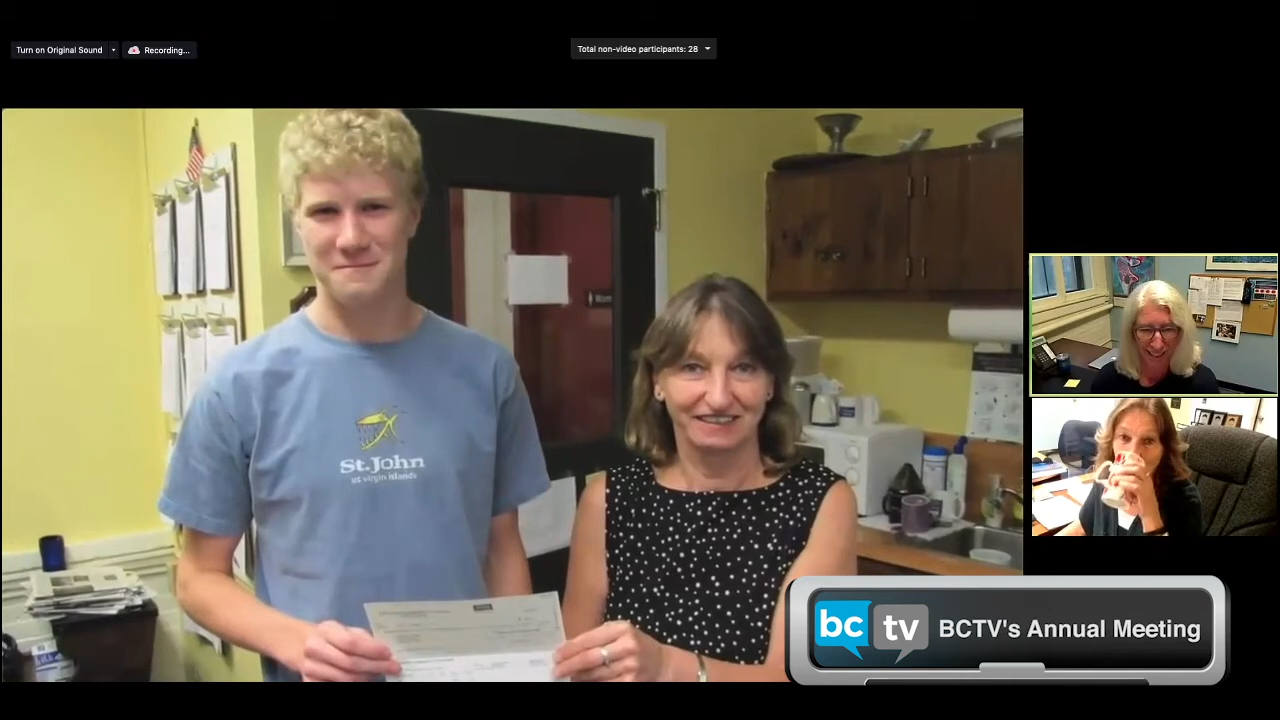 Turn on Original Sound
Recording...
Total non-video participants: 28
St.John
us virgin islands
bc tv
BCTV's Annual Meeting